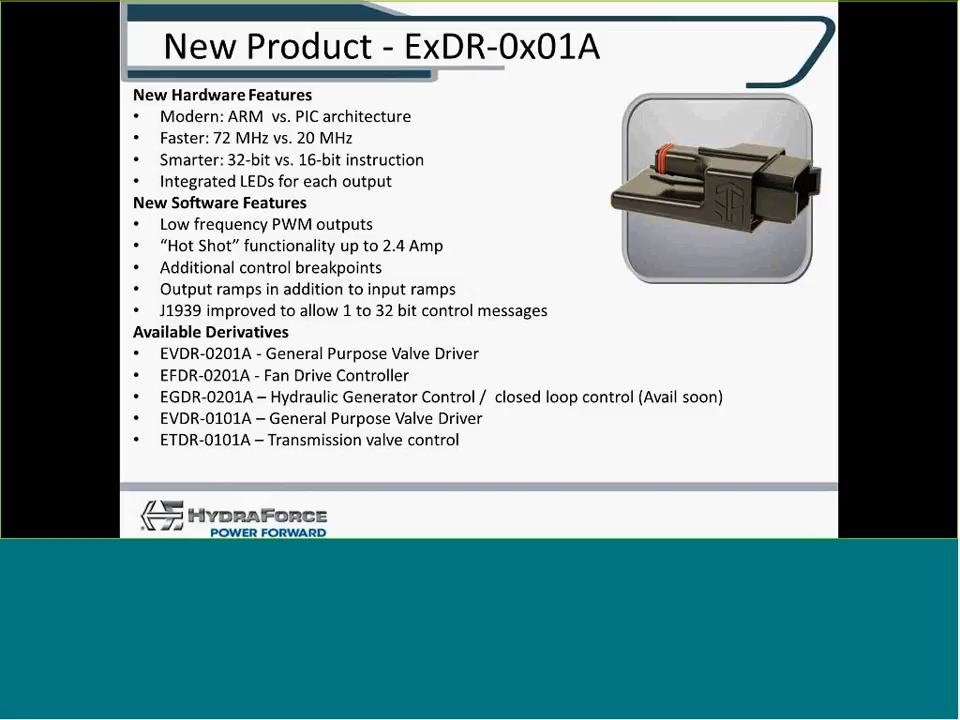 New Product - ExDR-0x01A
New Hardware Features
• Modern: ARM vs. PIC architecture
• Faster: 72 MHz vs. 20 MHz
• Smarter: 32-bit vs. 16-bit instruction
• Integrated LEDs for each output
New Software Features
• Low frequency PWM outputs
• “Hot Shot” functionality up to 2.4 Amp
• Additional control breakpoints
• Output ramps in addition to input ramps
• J1939 improved to allow 1 to 32 bit control messages
Available Derivatives
• EVDR-0201A - General Purpose Valve Driver
• EFDR-0201A - Fan Drive Controller
• EGDR-0201A – Hydraulic Generator Control / closed loop control (Avail soon)
• EVDR-0101A – General Purpose Valve Driver
• ETDR-0101A – Transmission valve control
HYDRAFORCE
POWER FORWARD